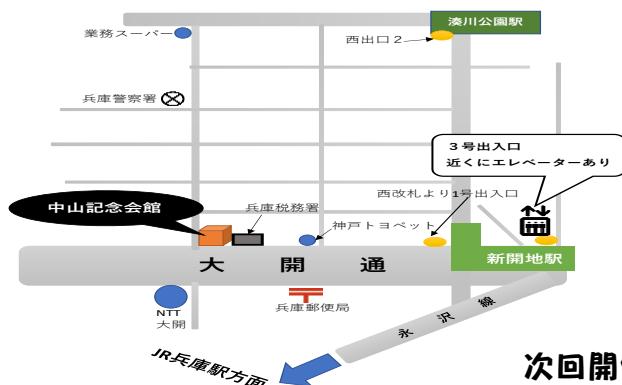 湊川公園駅
業務スーパー
西出口２
兵庫警察署
３号出入口
近くにエレベーターあり
西改札より1号出入口
中山記念会館
兵庫税務署
神戸トヨペット
大開通
新開地駅
NTT
大開
兵庫郵便局
永沢線
JR兵庫駅方面
次回開